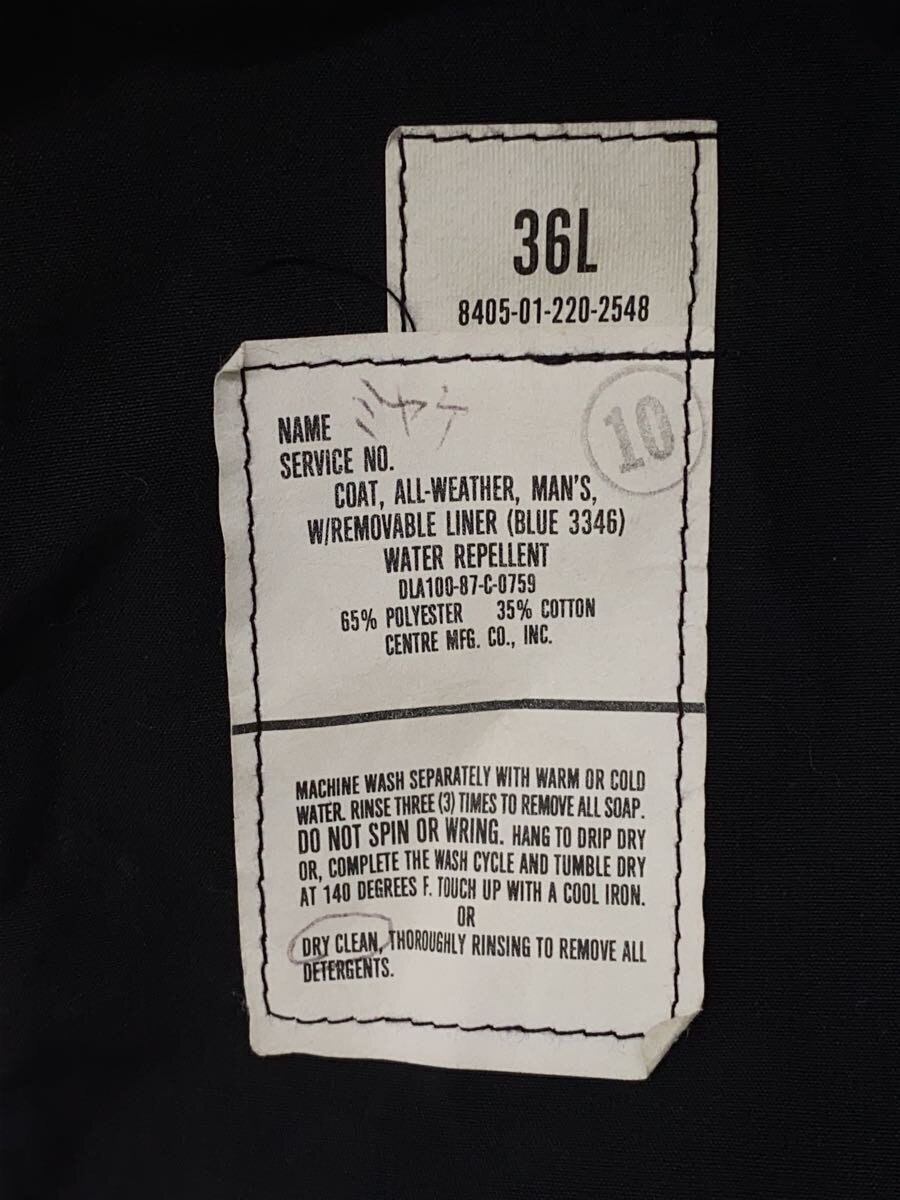 36L
8405-01-220-2548
NAME ミヤケ
10
SERVICE NO.
COAT, ALL-WEATHER, MAN'S,
W/REMOVABLE LINER (BLUE 3346)
WATER REPELLENT
DLA100-87-C-0759
65% POLYESTER 35% COTTON
CENTRE MFG. CO., INC.
MACHINE WASH SEPARATELY WITH WARM OR COLD
WATER. RINSE THREE (3) TIMES TO REMOVE ALL SOAP.
DO NOT SPIN OR WRING. HANG TO DRIP DRY
OR, COMPLETE THE WASH CYCLE AND TUMBLE DRY
AT 140 DEGREES F. TOUCH UP WITH A COOL IRON.
OR
DRY CLEAN, THOROUGHLY RINSING TO REMOVE ALL
DETERGENTS.